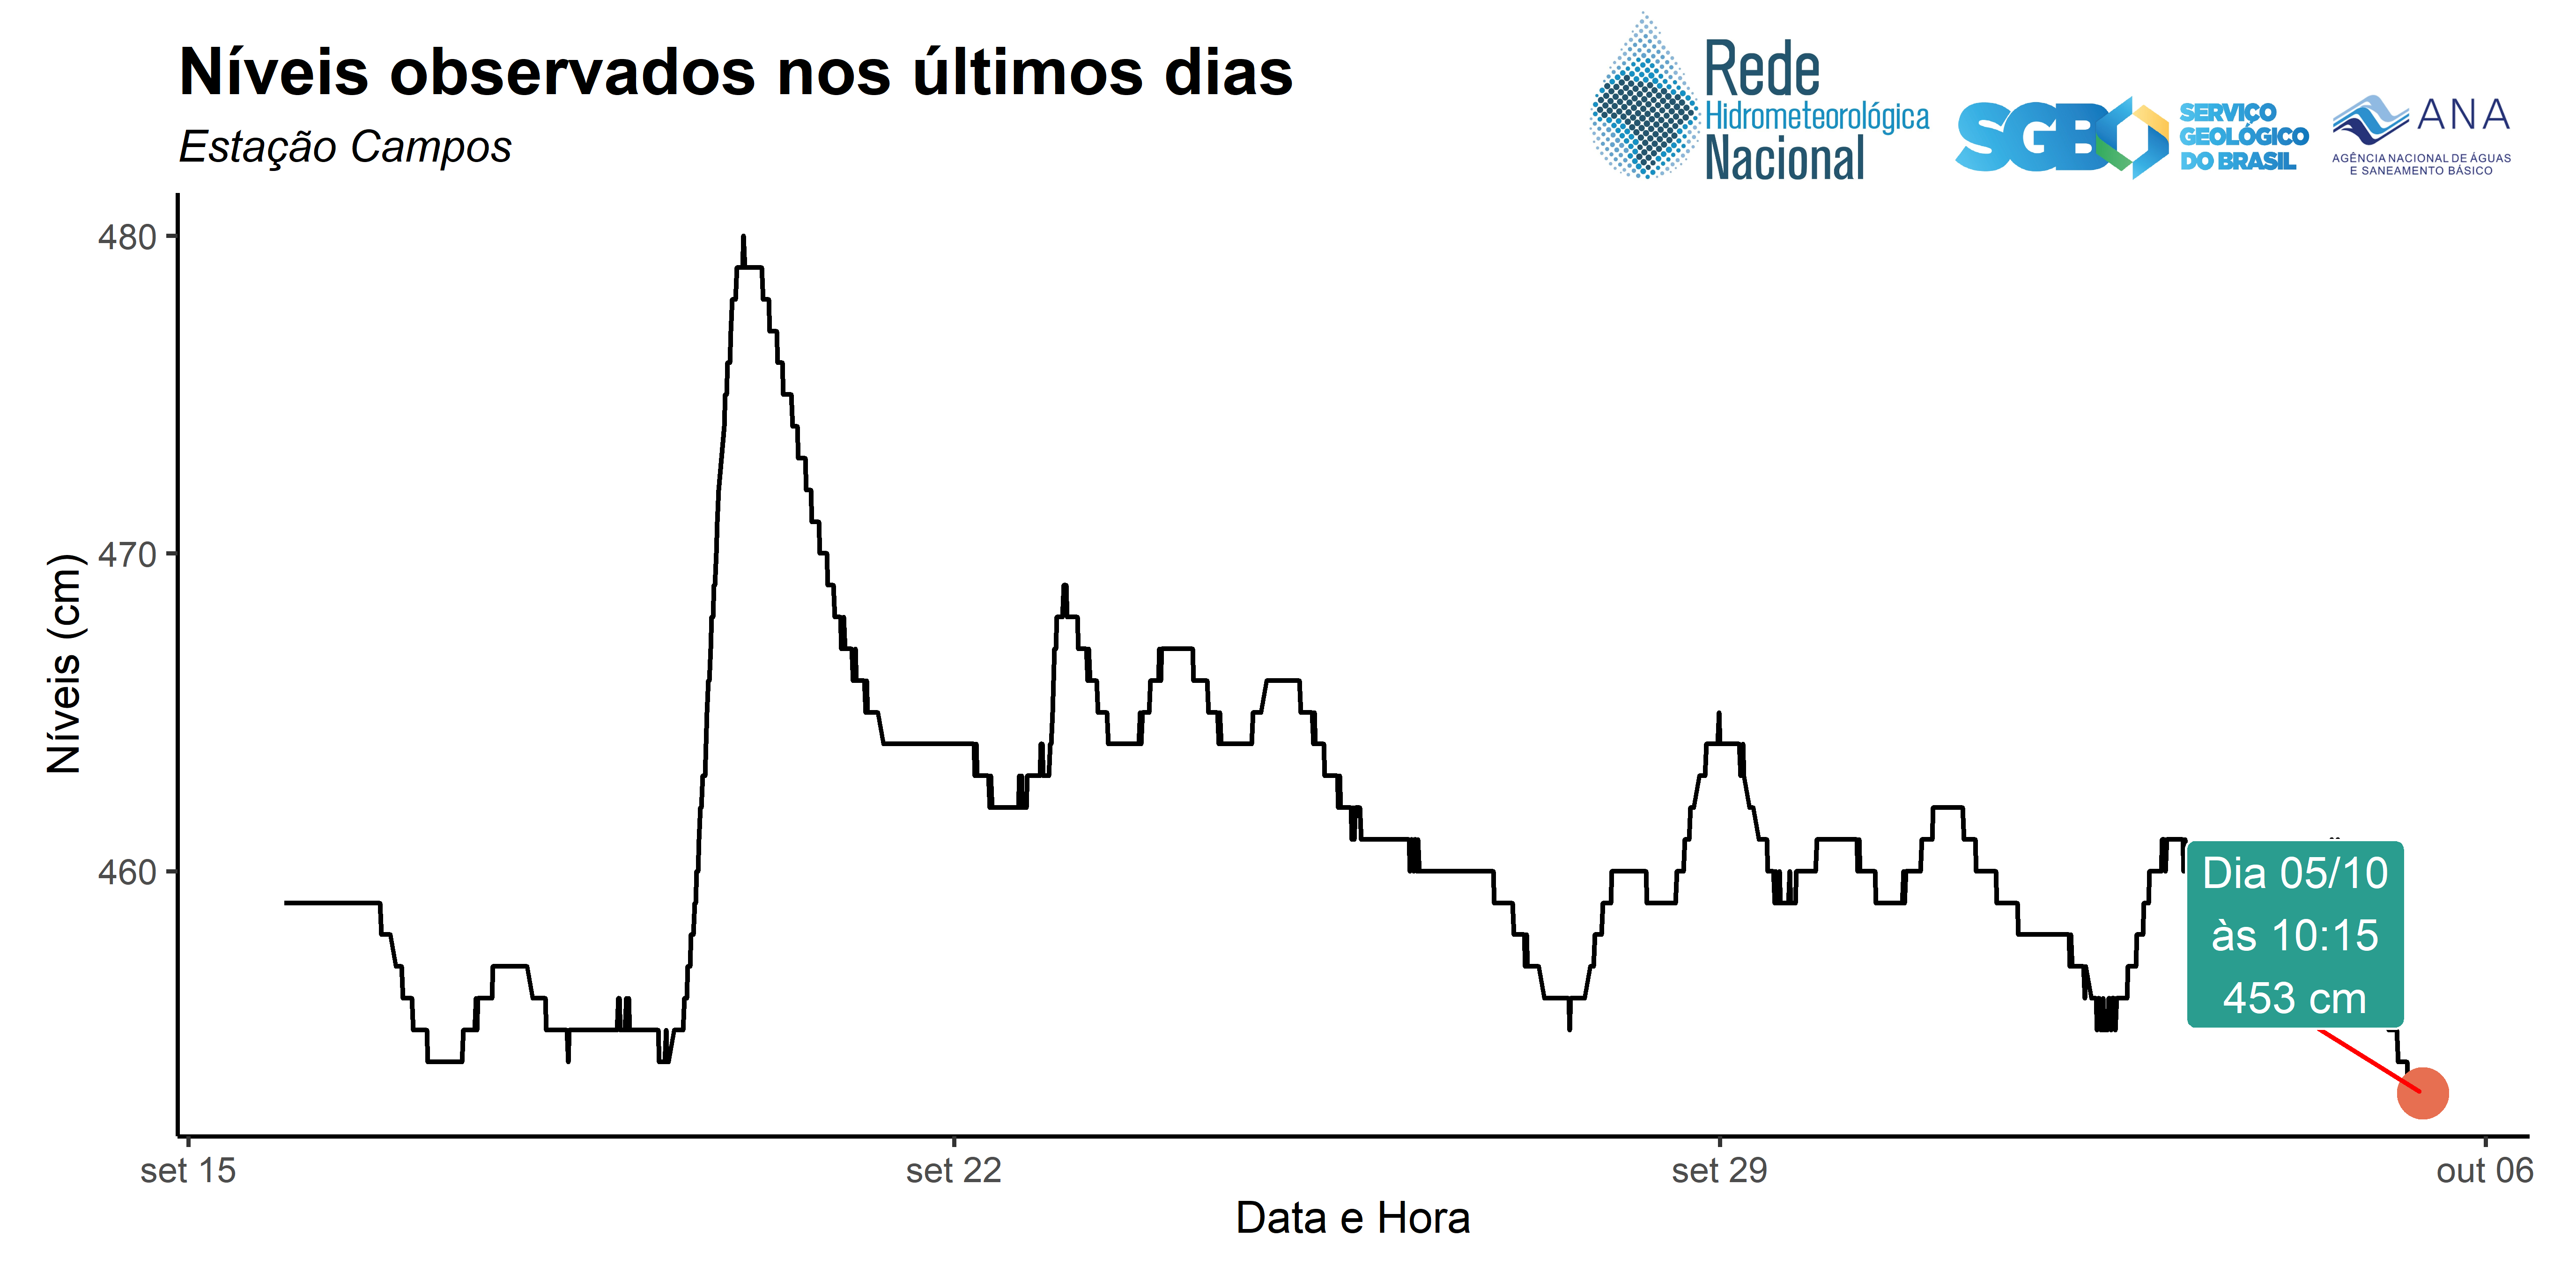 Níveis observados nos últimos dias
Estação Campos
Rede
Hidrometeorológica
Nacional
SGB
SERVIÇO
GEOLÓGICO
DO BRASIL
ANA
AGÊNCIA NACIONAL DE ÁGUAS
E SANEAMENTO BÁSICO
480
470
460
Níveis (cm)
Dia 05/10
às 10:15
453 cm
set 15
set 22
set 29
out 06
Data e Hora